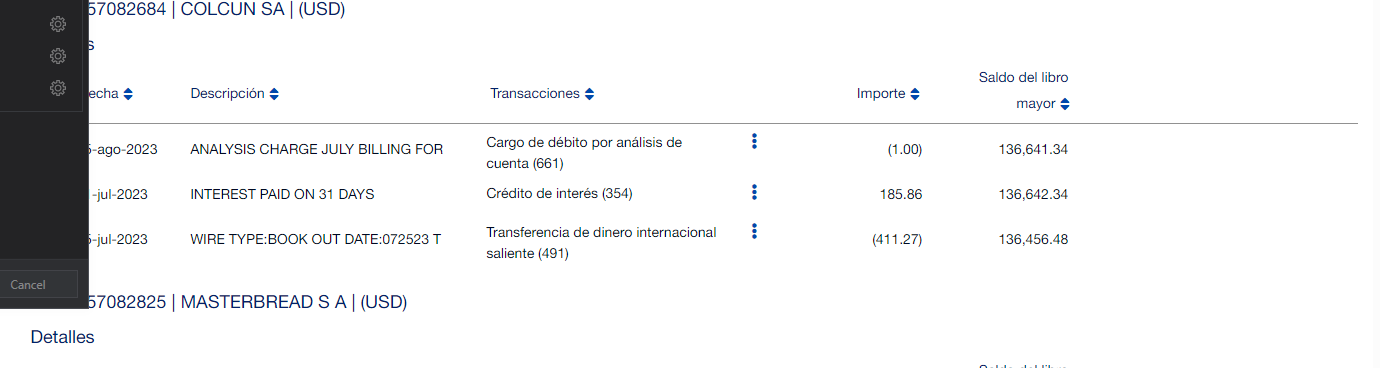 57082684 | COLCUN SA | (USD)
s
echa Descripción Transacciones Importe Saldo del libro mayor
5-ago-2023 ANALYSIS CHARGE JULY BILLING FOR Cargo de débito por análisis de cuenta (661) (1.00) 136,641.34
-jul-2023 INTEREST PAID ON 31 DAYS Crédito de interés (354) 185.86 136,642.34
5-jul-2023 WIRE TYPE:BOOK OUT DATE:072523 T Transferencia de dinero internacional saliente (491) (411.27) 136,456.48
Cancel
57082825 | MASTERBREAD S A | (USD)
Detalles